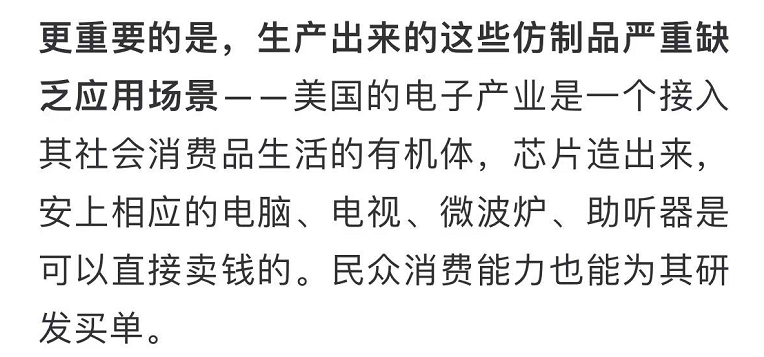 更重要的是，生产出来的这些仿制品严重缺
乏应用场景——美国的电子产业是一个接入
其社会消费品生活的有机体，芯片造出来，
安上相应的电脑、电视、微波炉、助听器是
可以直接卖钱的。民众消费能力也能为其研
发买单。